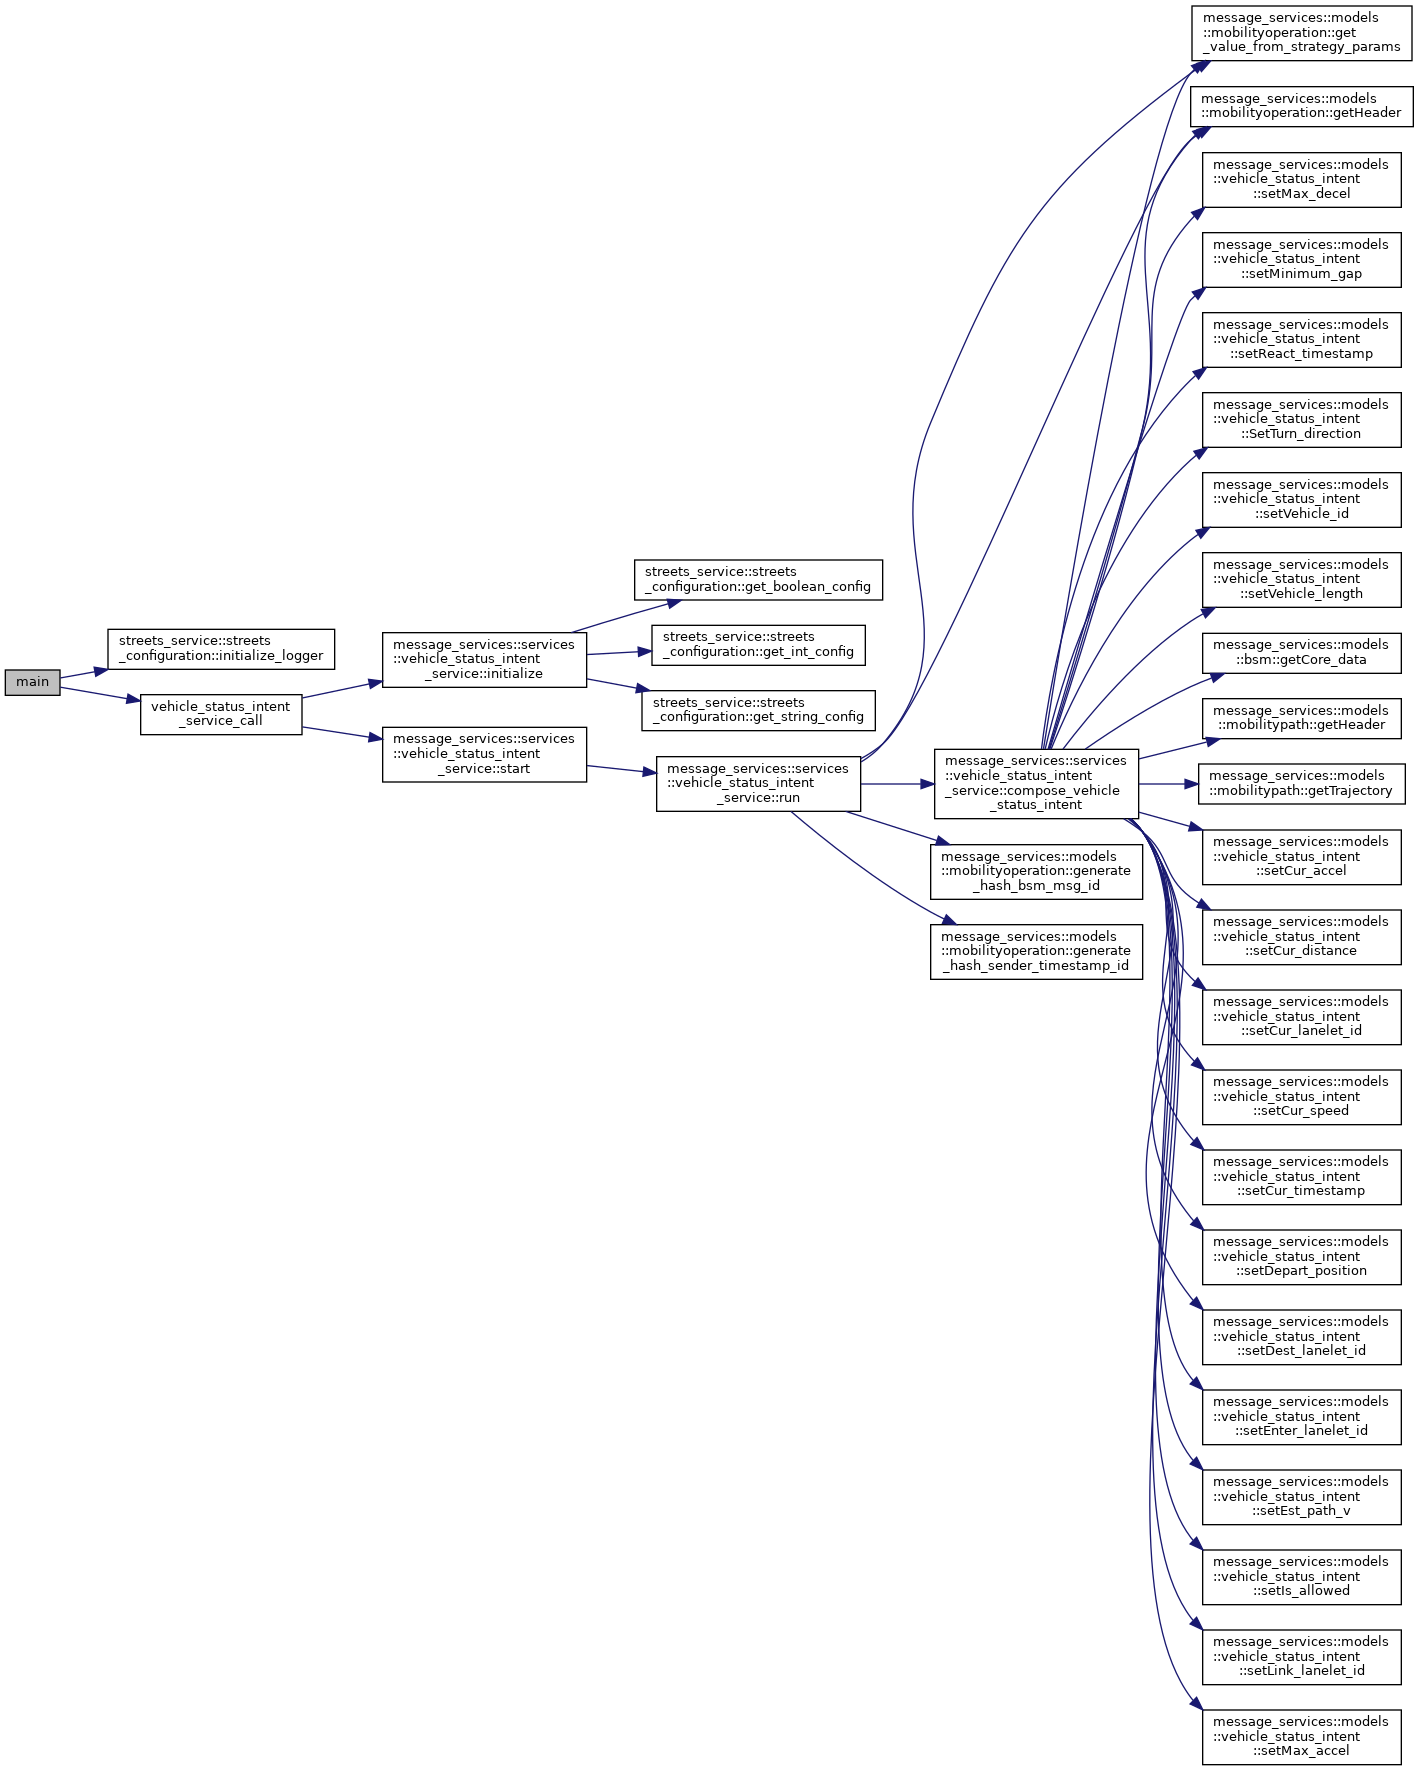 main
streets_service::streets
_configuration::initialize_logger
vehicle_status_intent
_service_call
message_services::services
::vehicle_status_intent
_service::initialize
message_services::services
::vehicle_status_intent
_service::start
streets_service::streets
_configuration::get_boolean_config
streets_service::streets
_configuration::get_int_config
streets_service::streets
_configuration::get_string_config
message_services::services
::vehicle_status_intent
_service::run
message_services::services
::vehicle_status_intent
_service::compose_vehicle
_status_intent
message_services::models
::mobilityoperation::generate
_hash_bsm_msg_id
message_services::models
::mobilityoperation::generate
_hash_sender_timestamp_id
message_services::models
::mobilityoperation::get
_value_from_strategy_params
message_services::models
::mobilityoperation::getHeader
message_services::models
::vehicle_status_intent
::setMax_decel
message_services::models
::vehicle_status_intent
::setMinimum_gap
message_services::models
::vehicle_status_intent
::setReact_timestamp
message_services::models
::vehicle_status_intent
::SetTurn_direction
message_services::models
::vehicle_status_intent
::setVehicle_id
message_services::models
::vehicle_status_intent
::setVehicle_length
message_services::models
::bsm::getCore_data
message_services::models
::mobilitypath::getHeader
message_services::models
::mobilitypath::getTrajectory
message_services::models
::vehicle_status_intent
::setCur_accel
message_services::models
::vehicle_status_intent
::setCur_distance
message_services::models
::vehicle_status_intent
::setCur_lanelet_id
message_services::models
::vehicle_status_intent
::setCur_speed
message_services::models
::vehicle_status_intent
::setCur_timestamp
message_services::models
::vehicle_status_intent
::setDepart_position
message_services::models
::vehicle_status_intent
::setDest_lanelet_id
message_services::models
::vehicle_status_intent
::setEnter_lanelet_id
message_services::models
::vehicle_status_intent
::setEst_path_v
message_services::models
::vehicle_status_intent
::setIs_allowed
message_services::models
::vehicle_status_intent
::setLink_lanelet_id
message_services::models
::vehicle_status_intent
::setMax_accel